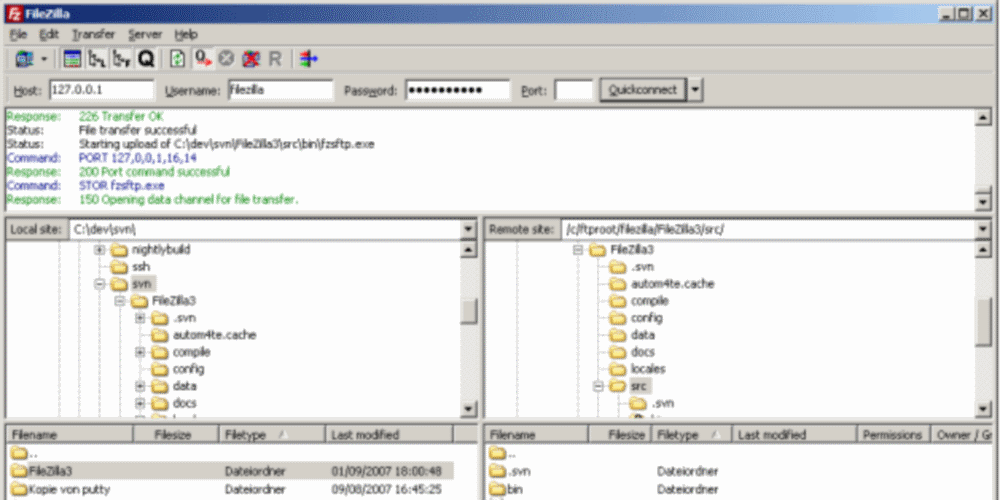 FileZilla
File Edit Transfer Server Help
Host: 127.0.0.1 Username: filezilla Password: ●●●●●●●●●● Port: Quickconnect
Response: 226 Transfer OK
Status: File transfer successful
Status: Starting upload of C:\dev\svn\FileZilla3\src\bin\fzsftp.exe
Command: PORT 127,0,0,1,16,14
Response: 200 Port command successful
Command: STOR fzsftp.exe
Response: 150 Opening data channel for file transfer.
Local site: C:\dev\svn\
nightlybuild
ssh
svn
FileZilla3
.svn
autom4te.cache
compile
config
data
docs
Filename Filesize Filetype Last modified
..
FileZilla3 Dateiordner 01/09/2007 18:00:48
Kopie von putty Dateiordner 09/08/2007 16:45:25
Remote site: /c/ftproot/filezilla/FileZilla3/src/
FileZilla3
.svn
autom4te.cache
compile
config
data
docs
locales
src
.svn
Filename Filesize Filetype Last modified Permissions Owner / Gr
..
.svn Dateiordner
bin Dateiordner